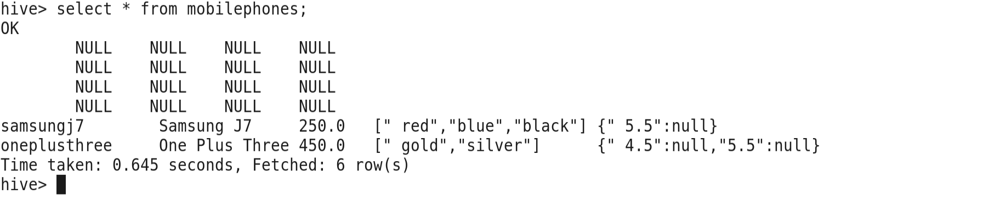 hive> select * from mobilephones;
OK
        NULL    NULL    NULL    NULL
        NULL    NULL    NULL    NULL
        NULL    NULL    NULL    NULL
        NULL    NULL    NULL    NULL
samsungj7        Samsung J7     250.0   [" red","blue","black"] {" 5.5":null}
oneplusthree     One Plus Three 450.0   [" gold","silver"]      {" 4.5":null,"5.5":null}
Time taken: 0.645 seconds, Fetched: 6 row(s)
hive>